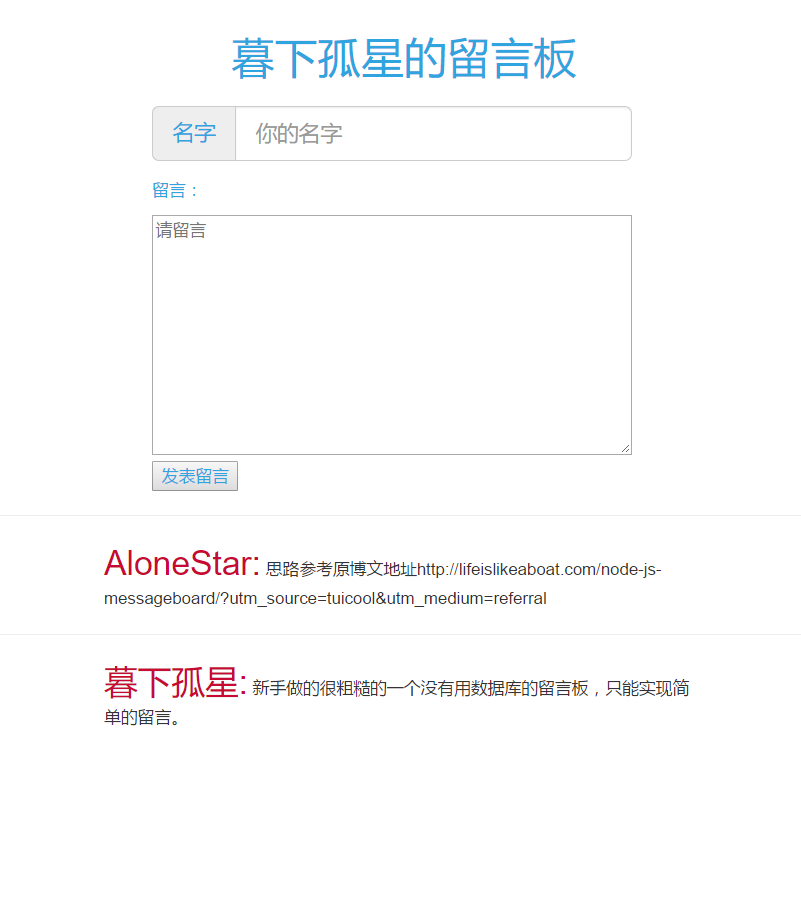 暮下孤星的留言板
名字 你的名字
留言：
请留言
发表留言
AloneStar: 思路参考原博文地址http://lifeislikeaboat.com/node-js-
messageboard/?utm_source=tuicool&utm_medium=referral
暮下孤星: 新手做的很粗糙的一个没有用数据库的留言板，只能实现简
单的留言。